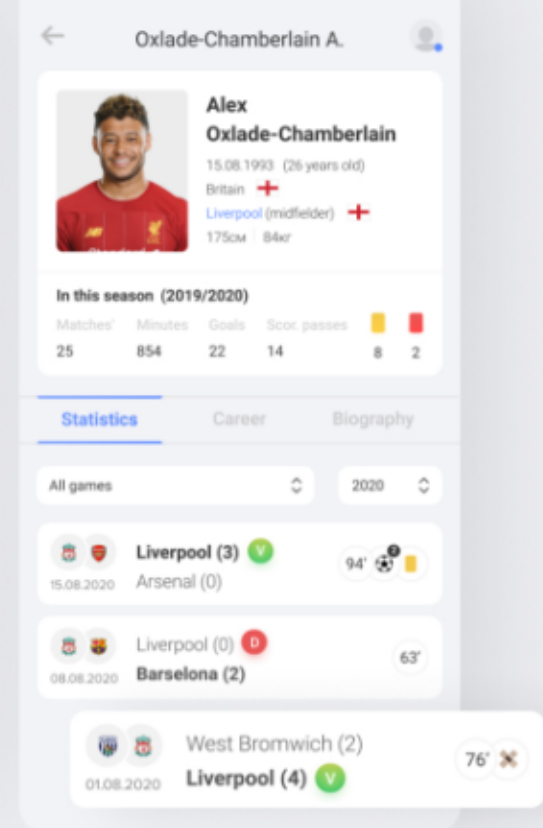 Oxlade-Chamberlain A.
Alex
Oxlade-Chamberlain
15.08.1993 (26 years old)
Britain
Liverpool (midfielder)
175см 84кг
In this season (2019/2020)
Matches' Minutes Goals Scor. passes
25 854 22 14 8 2
Statistics Career Biography
All games 2020
Liverpool (3) V
94'
15.08.2020 Arsenal (0)
Liverpool (0) D
63'
08.08.2020 Barselona (2)
West Bromwich (2)
76'
01.08.2020 Liverpool (4) V